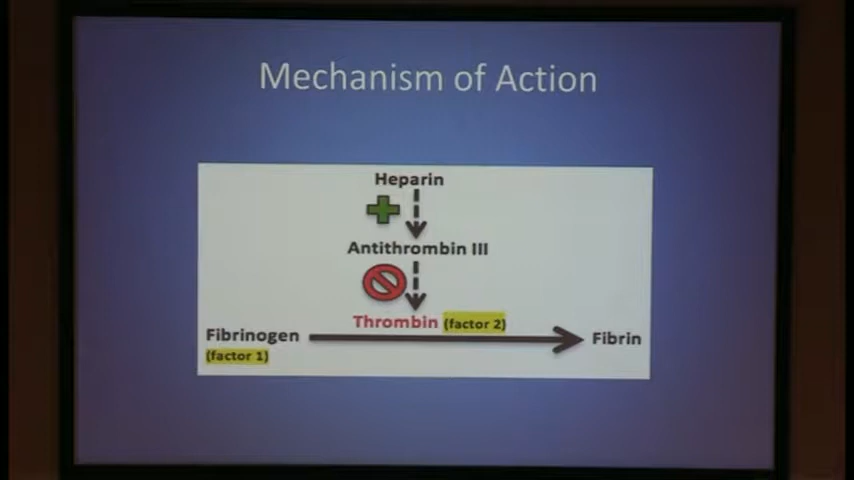 Mechanism of Action
Heparin
Antithrombin III
Thrombin (factor 2)
Fibrinogen
(factor 1)
Fibrin